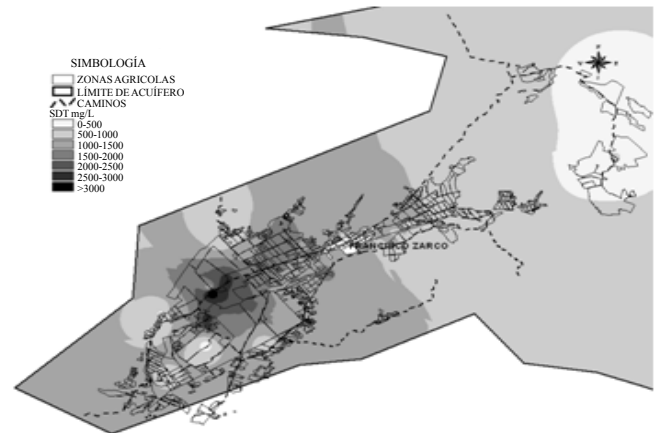 SIMBOLOGÍA
ZONAS AGRICOLAS
LÍMITE DE ACUÍFERO
CAMINOS
SDT mg/L
0-500
500-1000
1000-1500
1500-2000
2000-2500
2500-3000
>3000
FRANCISCO ZARCO